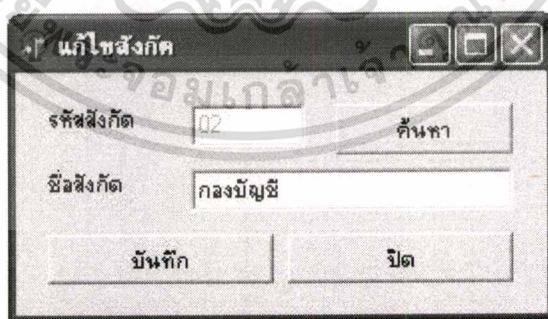 แก้ไขสังกัด
รหัสสังกัด 02 ค้นหา
ชื่อสังกัด กองบัญชี
บันทึก ปิด